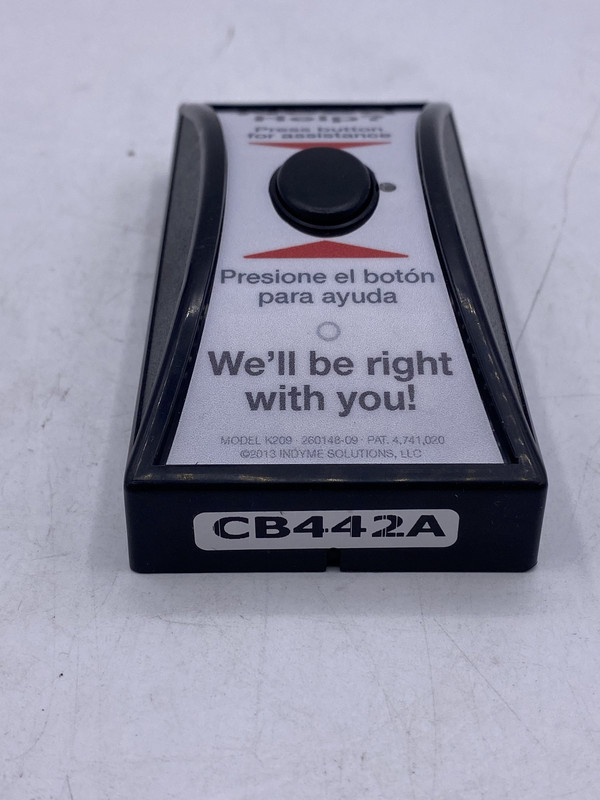 Help?
Press button
for assistance
Presione el botón
para ayuda
We'll be right
with you!
MODEL K209 · 260148-09 · PAT. 4,741,020
©2013 INDYME SOLUTIONS, LLC
CB442A